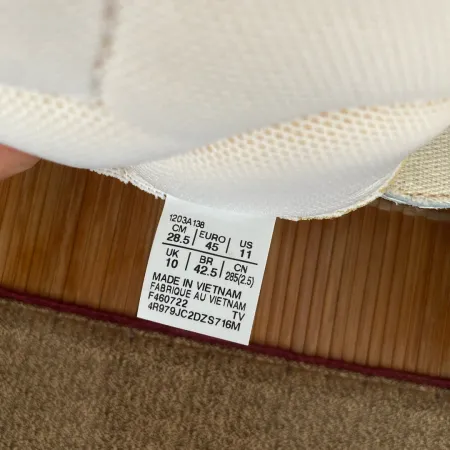 1203A138
CM 28.5 EURO 45 US 11
UK 10 BR 42.5 CN 285(2.5)
MADE IN VIETNAM
FABRIQUE AU VIETNAM
F460722 TV
4R979JC2DZS716M